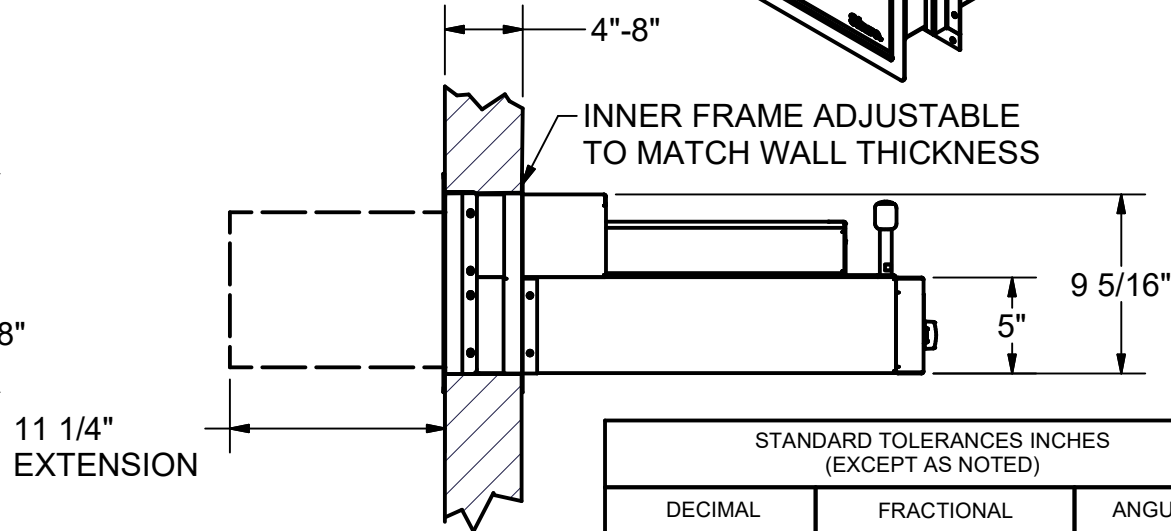 4"-8"
INNER FRAME ADJUSTABLE
TO MATCH WALL THICKNESS
9 5/16"
5"
8"
11 1/4"
EXTENSION
STANDARD TOLERANCES INCHES
(EXCEPT AS NOTED)
DECIMAL FRACTIONAL